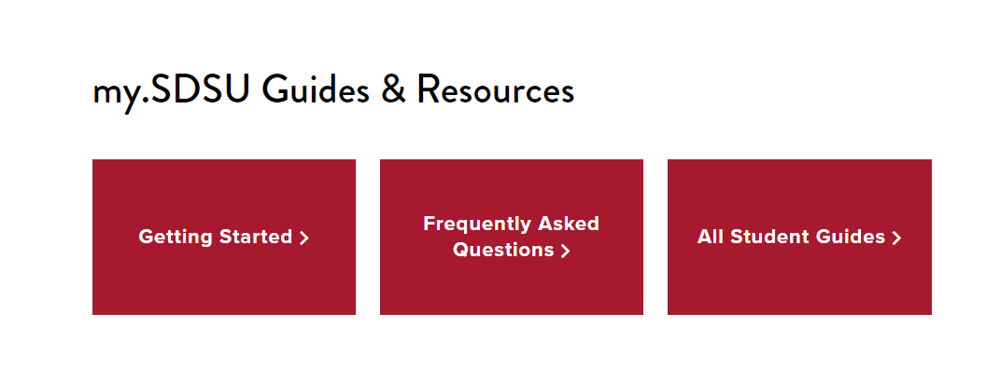 my.SDSU Guides & Resources
Getting Started
Frequently Asked
Questions
All Student Guides